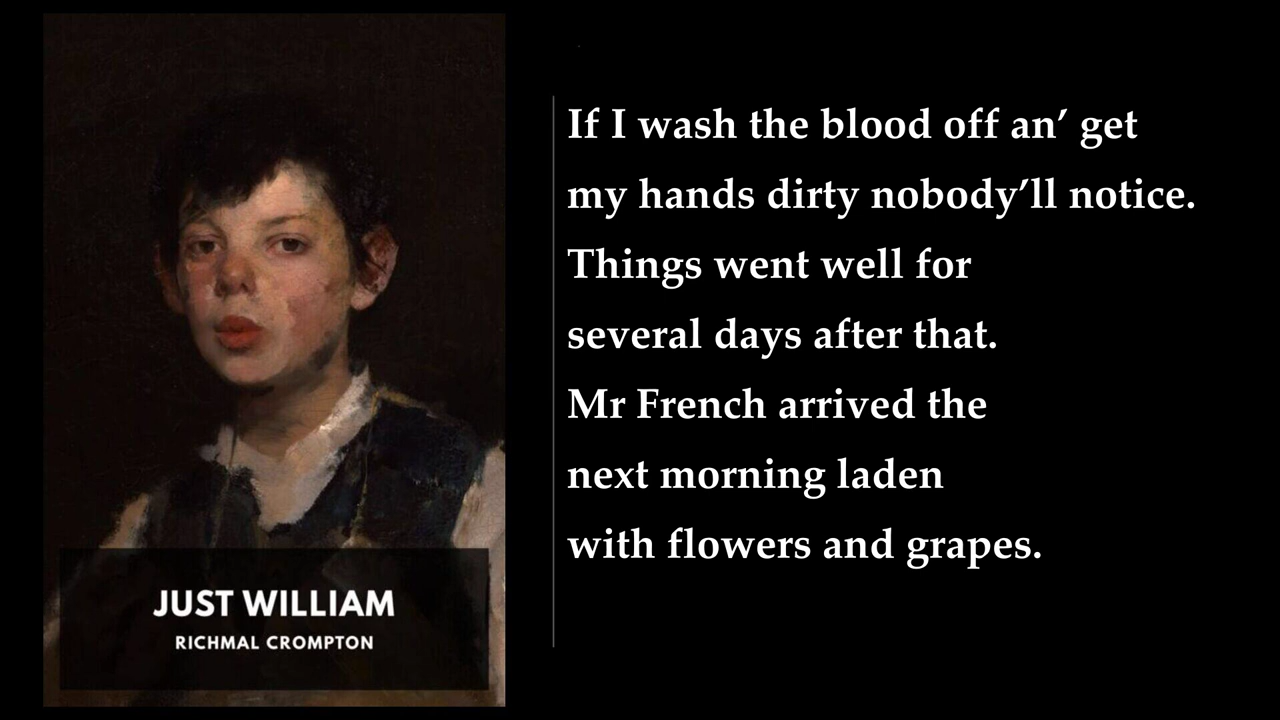 JUST WILLIAM
RICHMAL CROMPTON
If I wash the blood off an’ get
my hands dirty nobody’ll notice.
Things went well for
several days after that.
Mr French arrived the
next morning laden
with flowers and grapes.